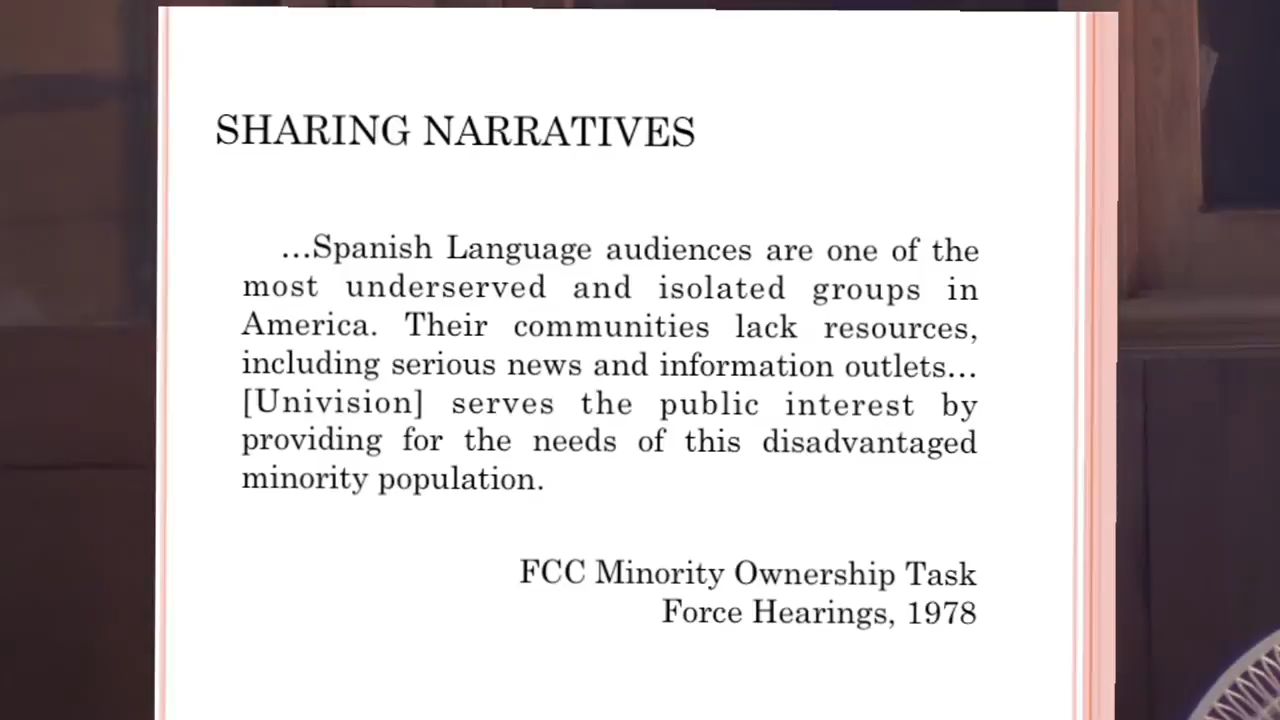 SHARING NARRATIVES
...Spanish Language audiences are one of the
most underserved and isolated groups in
America. Their communities lack resources,
including serious news and information outlets...
[Univision] serves the public interest by
providing for the needs of this disadvantaged
minority population.
FCC Minority Ownership Task
Force Hearings, 1978